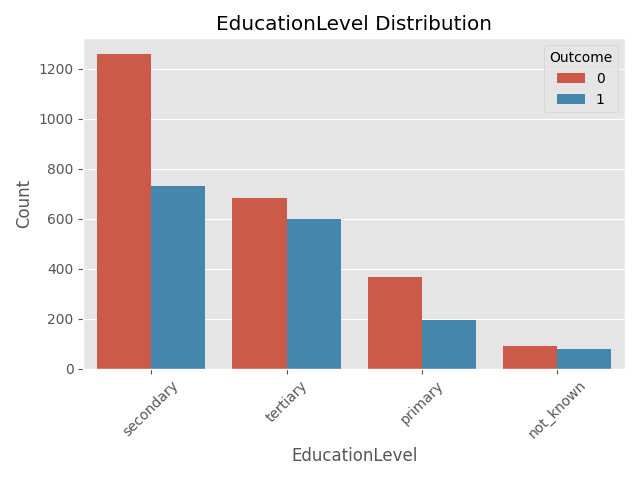 EducationLevel Distribution
Outcome
0
1
1200
1000
800
600
400
200
0
Count
secondary
tertiary
primary
not_known
EducationLevel